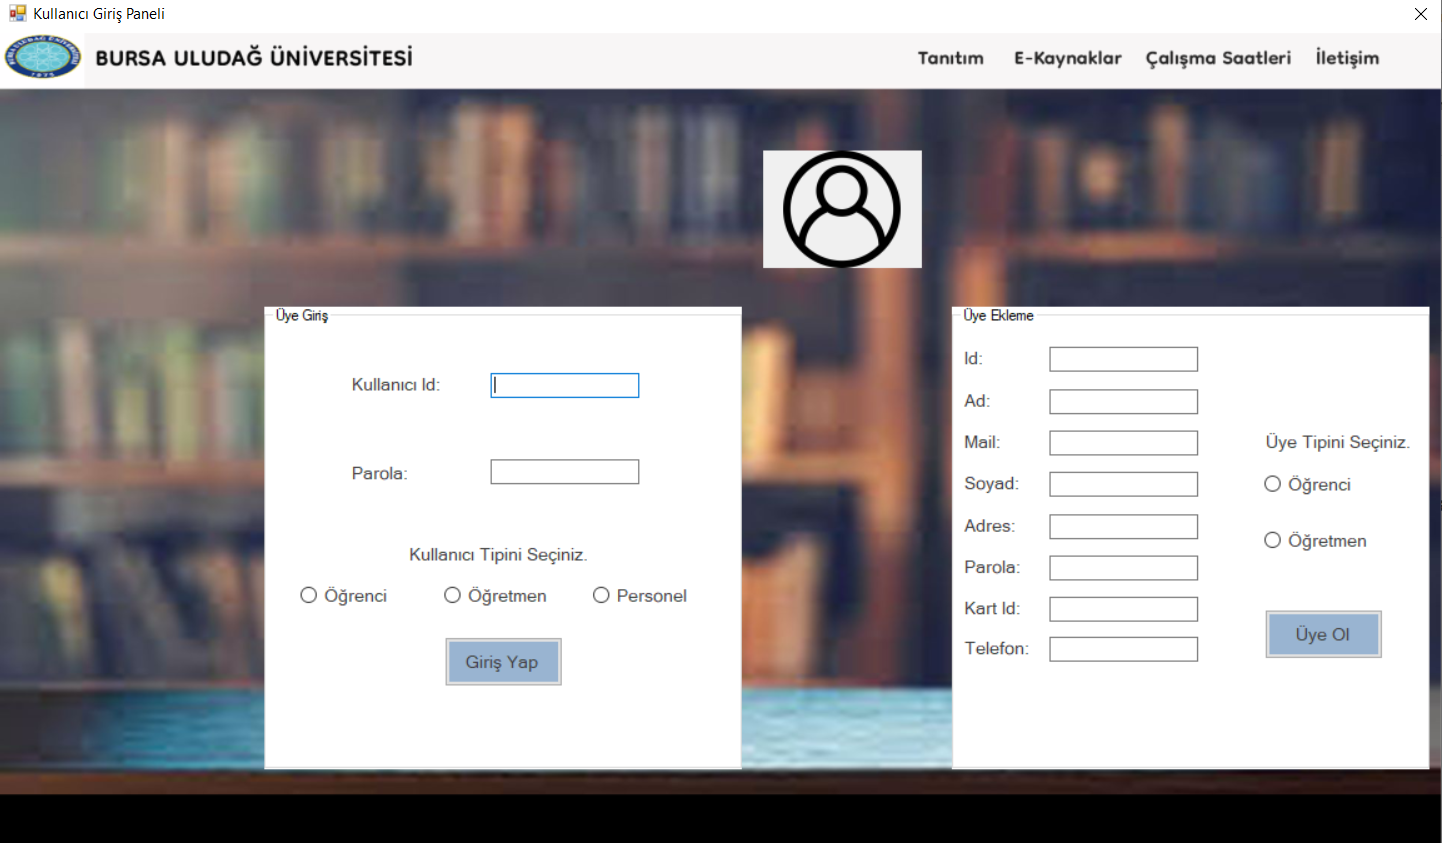 Kullanıcı Giriş Paneli
BURSA ULUDAĞ ÜNİVERSİTESİ
Tanıtım E-Kaynaklar Çalışma Saatleri İletişim
Üye Giriş
Kullanıcı Id:
Parola:
Kullanıcı Tipini Seçiniz.
Öğrenci Öğretmen Personel
Giriş Yap
Üye Ekleme
Id:
Ad:
Mail:
Soyad:
Adres:
Parola:
Kart Id:
Telefon:
Üye Tipini Seçiniz.
Öğrenci
Öğretmen
Üye Ol